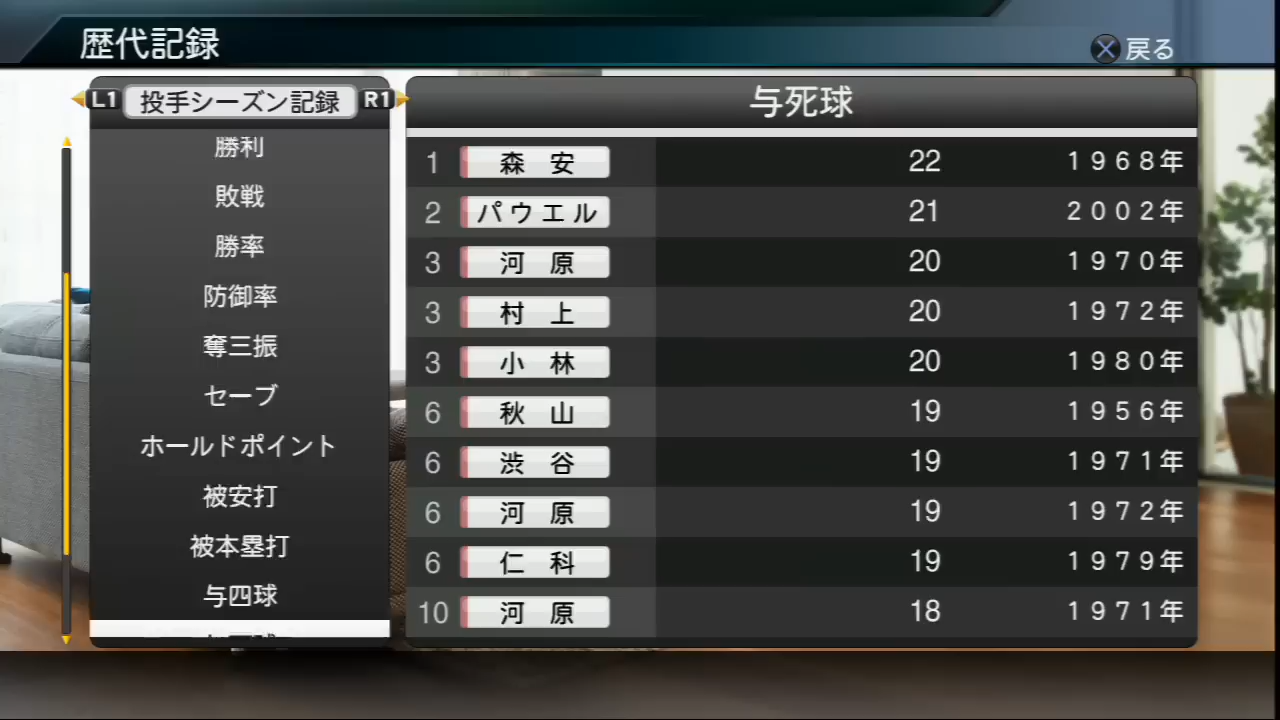 歴代記録
戻る
L1 投手シーズン記録 R1
勝利
敗戦
勝率
防御率
奪三振
セーブ
ホールドポイント
被安打
被本塁打
与四球
与死球
1 森安 22 1968年
2 パウエル 21 2002年
3 河原 20 1970年
3 村上 20 1972年
3 小林 20 1980年
6 秋山 19 1956年
6 渋谷 19 1971年
6 河原 19 1972年
6 仁科 19 1979年
10 河原 18 1971年